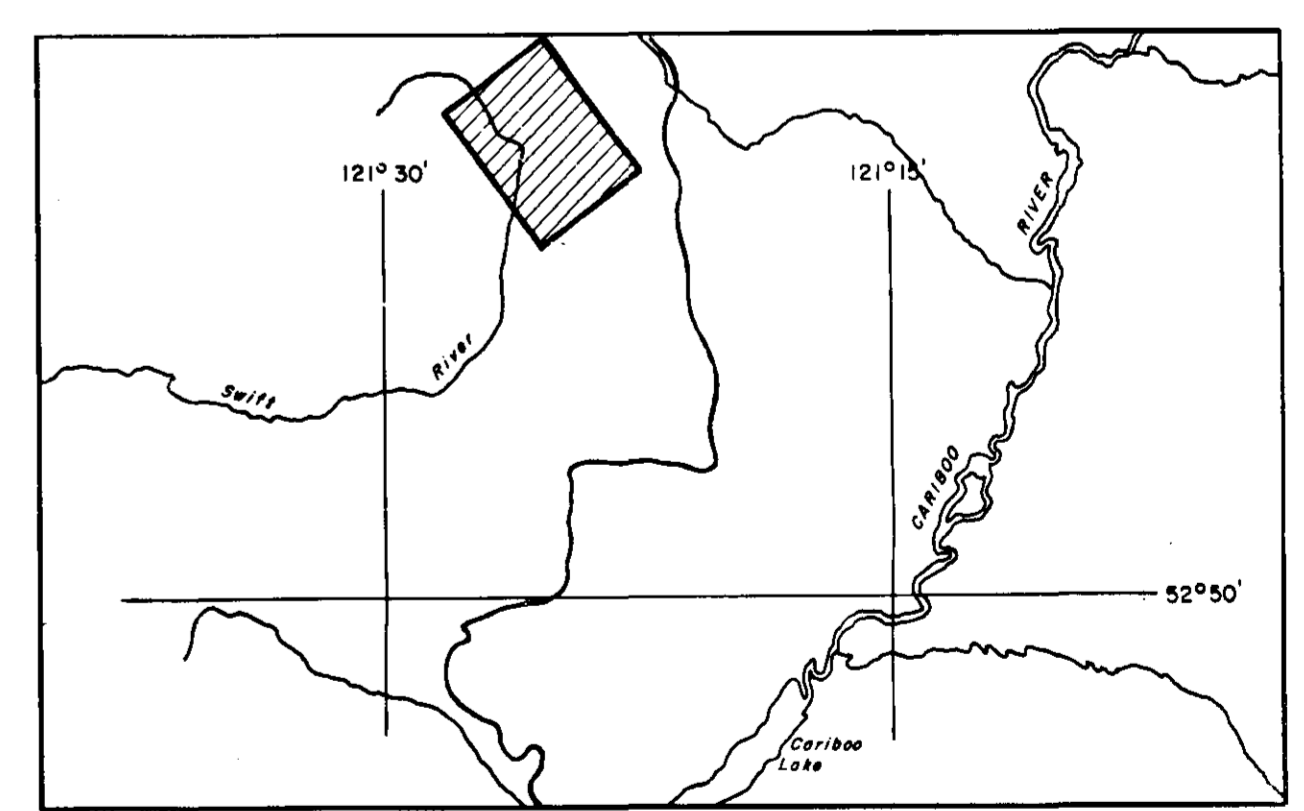 121° 30'
121° 15'
RIVER
River
Swift
CARIBOO
52° 50'
Cariboo
Lake